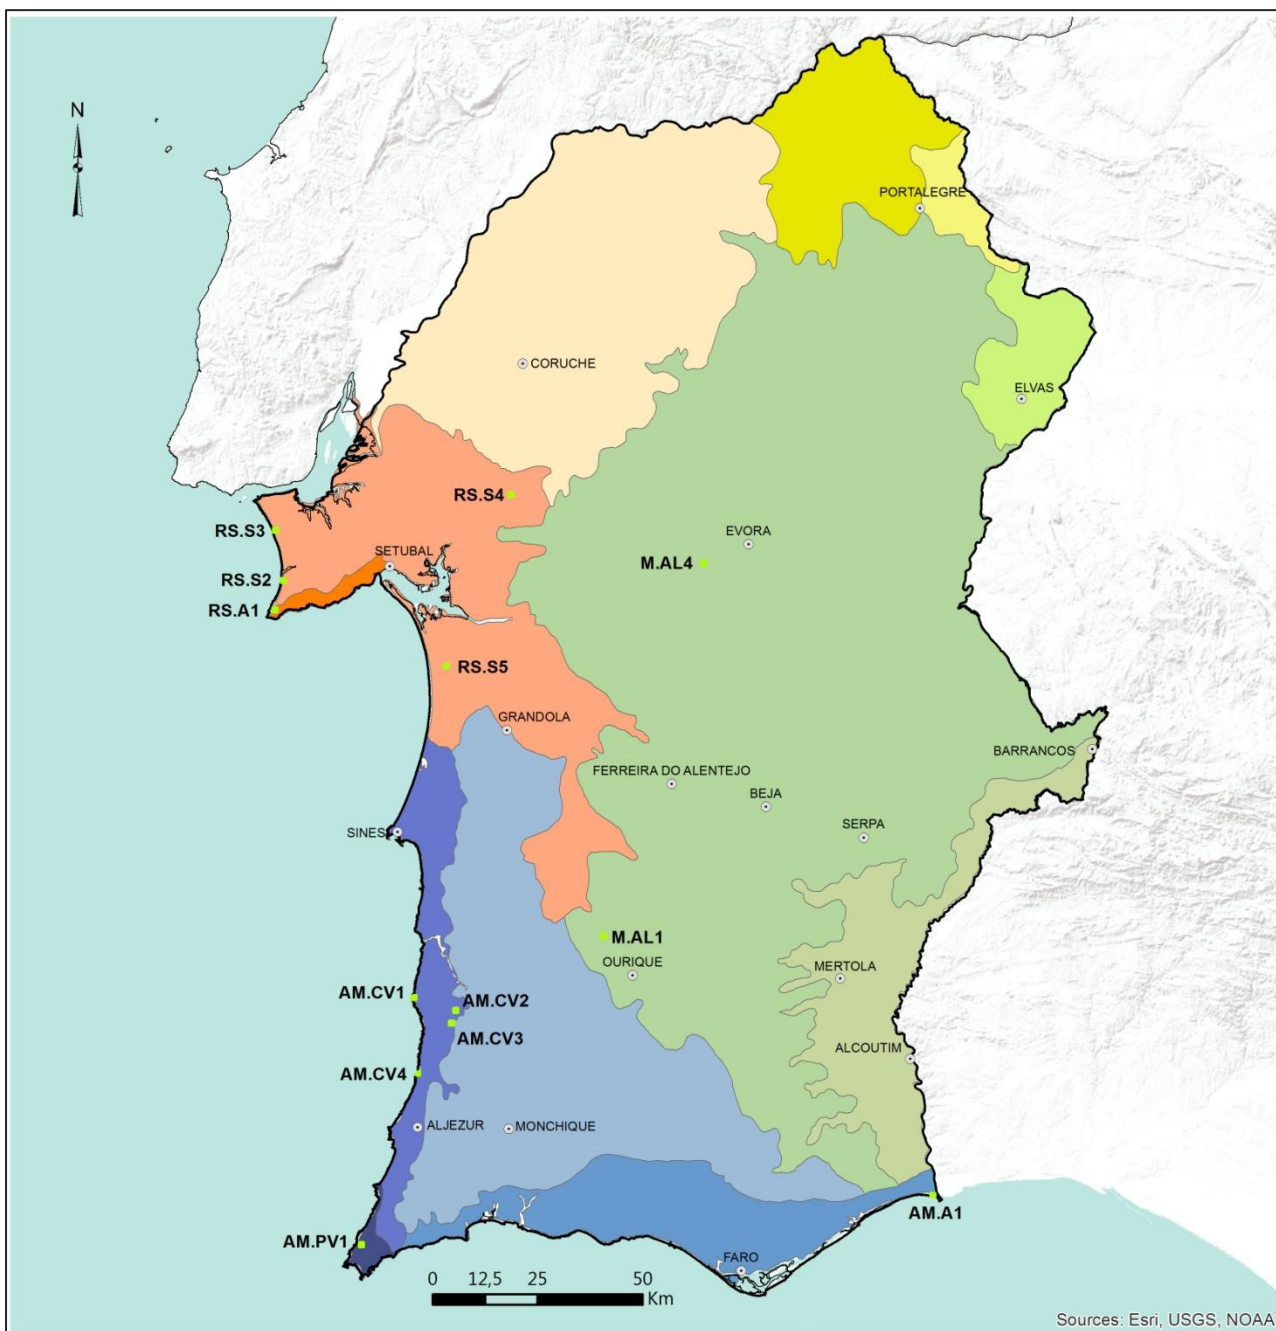 N
PORTALEGRE
CORUCHE
ELVAS
RS.S4
RS.S3
EVORA
SETUBAL
M.AL4
RS.S2
RS.A1
RS.S5
GRANDOLA
BARRANCOS
FERREIRA DO ALENTEJO
BEJA
SINES
SERPA
M.AL1
OURIQUE
MERTOLA
AM.CV1
AM.CV2
AM.CV3
ALCOUTIM
AM.CV4
ALJEZUR
MONCHIQUE
AM.A1
AM.PV1
FARO
0 12,5 25 50
Km
Sources: Esri, USGS, NOAA